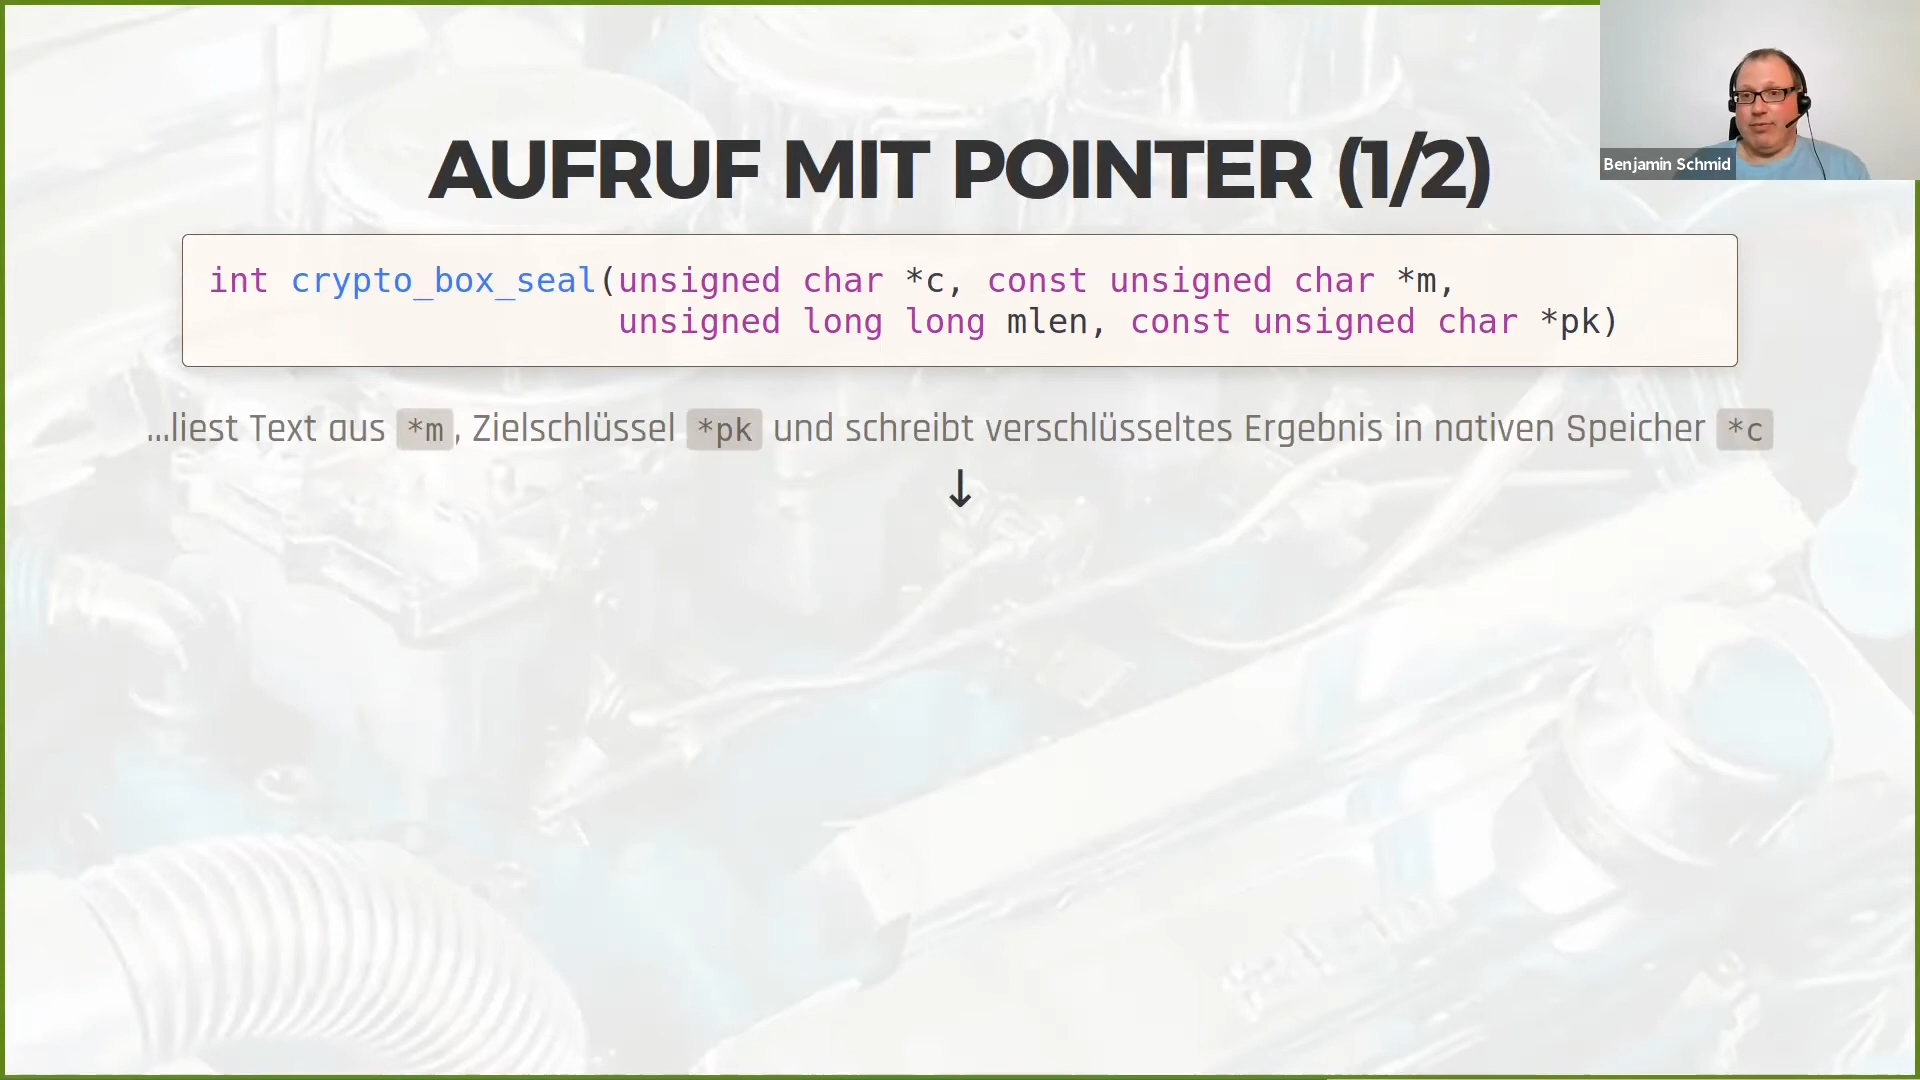 AUFRUF MIT POINTER (1/2)
Benjamin Schmid
int crypto_box_seal(unsigned char *c, const unsigned char *m,
unsigned long long mlen, const unsigned char *pk)
...liest Text aus *m, Zielschlüssel *pk und schreibt verschlüsseltes Ergebnis in nativen Speicher *c
↓